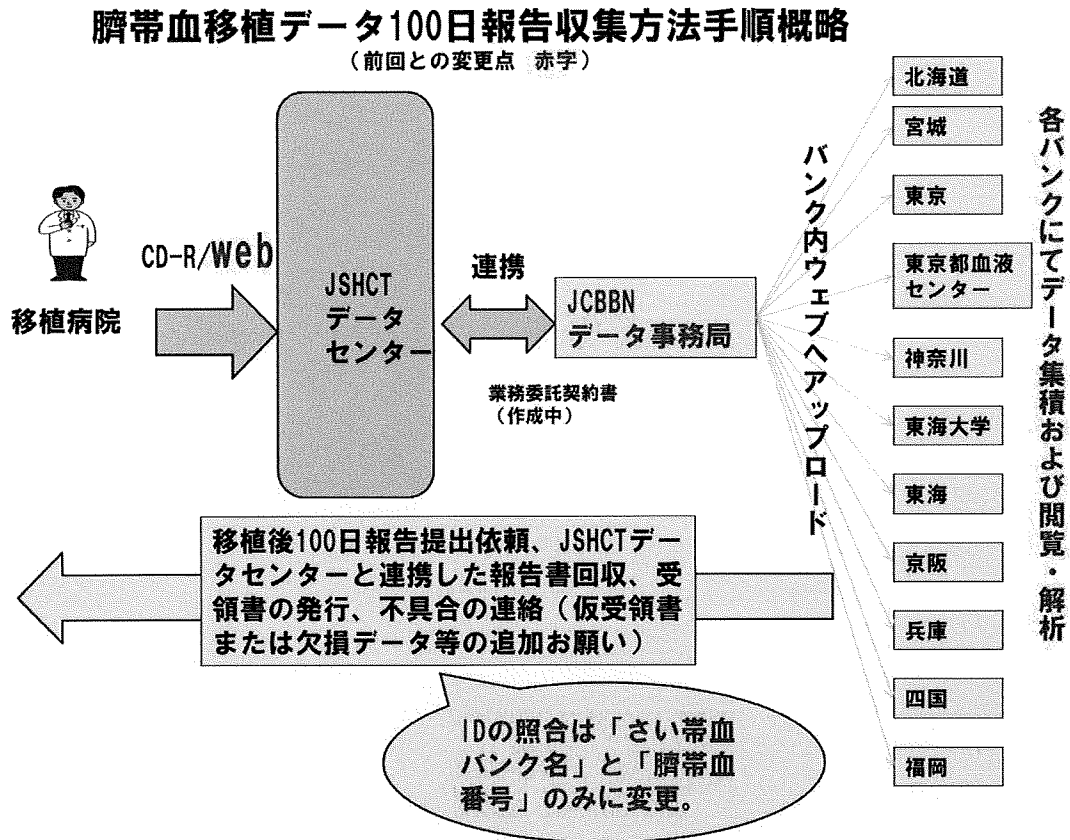 臍帯血移植データ100日報告収集方法手順概略
（前回との変更点 赤字）
移植病院
CD-R/web
JSHCT
データ
センター
連携
JCBBN
データ事務局
業務委託契約書
（作成中）
バンク内ウェブへアップロード
北海道
宮城
東京
東京都血液
センター
神奈川
東海大学
東海
京阪
兵庫
四国
福岡
各バンクにてデータ集積および閲覧・解析
移植後100日報告提出依頼、JSHCTデー
タセンターと連携した報告書回収、受
領書の発行、不具合の連絡（仮受領書
または欠損データ等の追加お願い）
IDの照合は「さい帯血
バンク名」と「臍帯血
番号」のみに変更。